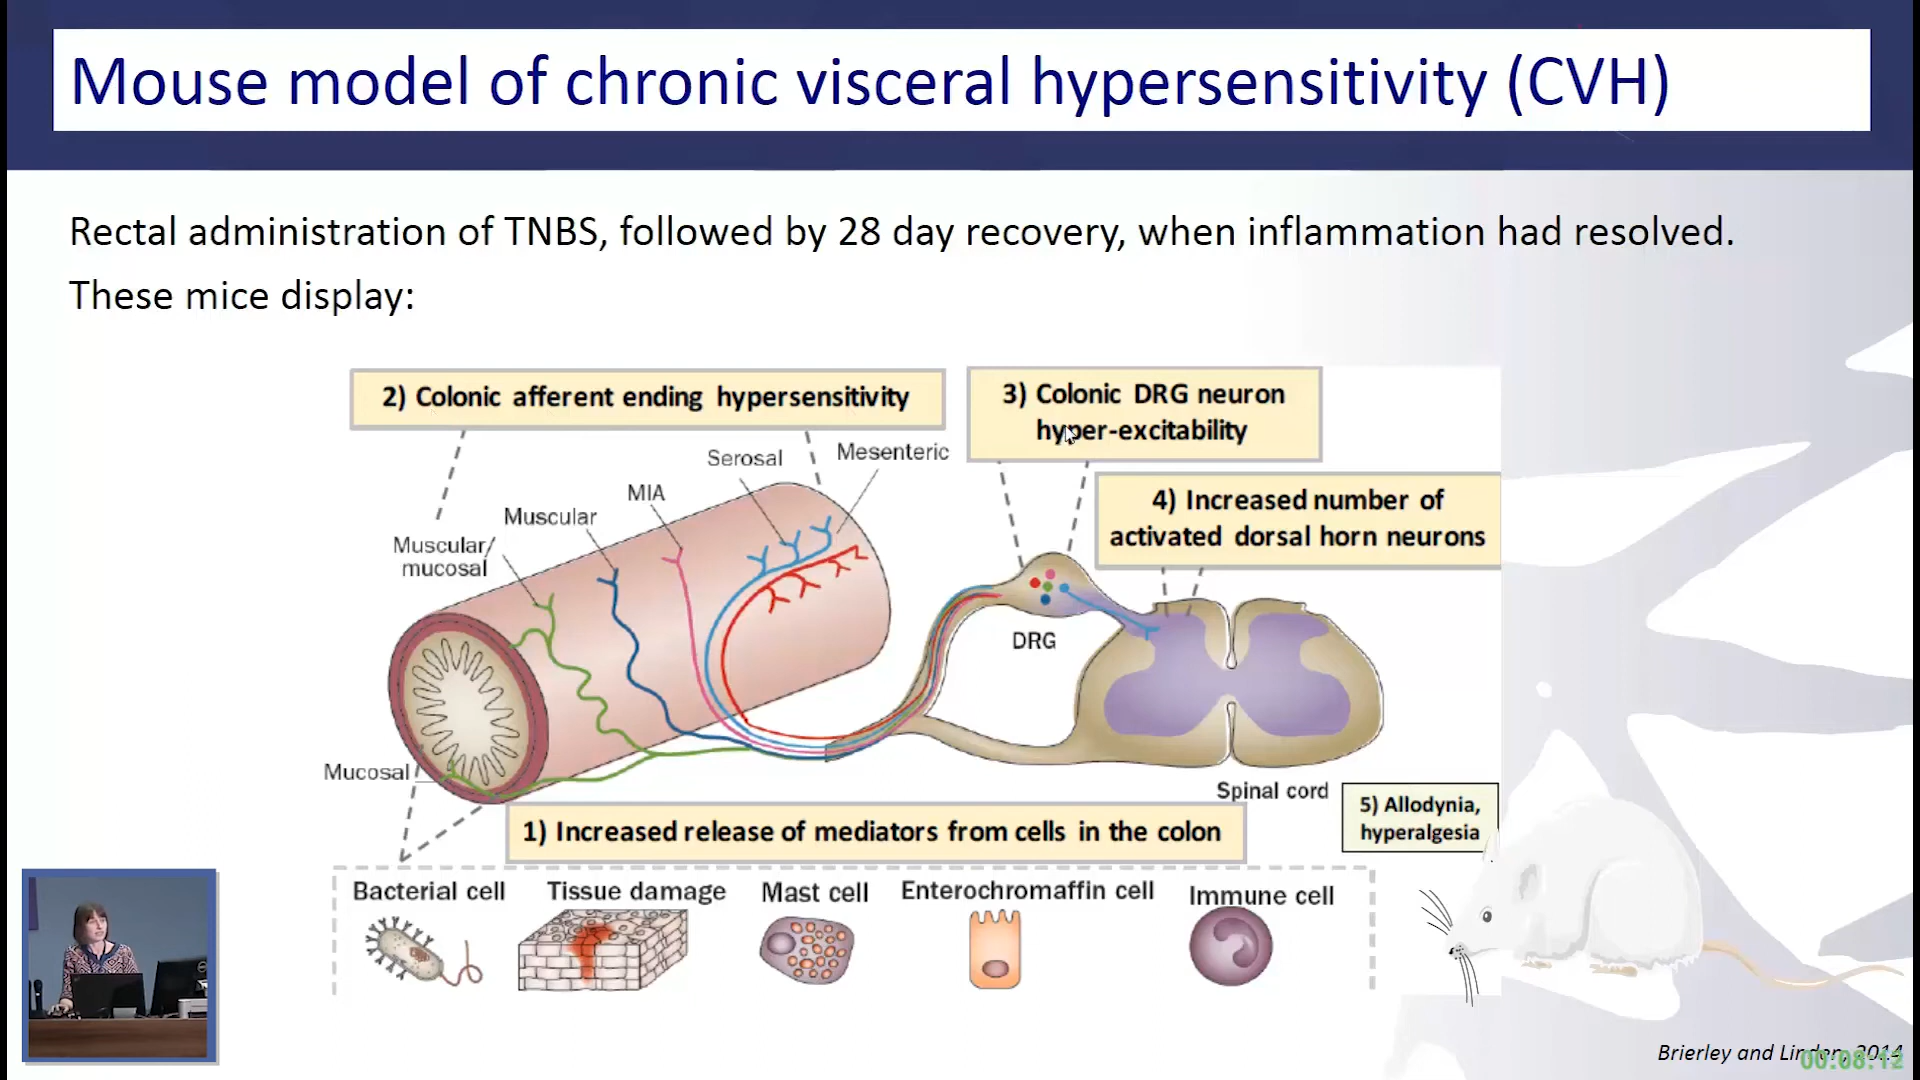 Mouse model of chronic visceral hypersensitivity (CVH)
Rectal administration of TNBS, followed by 28 day recovery, when inflammation had resolved.
These mice display:
2) Colonic afferent ending hypersensitivity
3) Colonic DRG neuron
hyper-excitability
4) Increased number of
activated dorsal horn neurons
Serosal
Mesenteric
MIA
Muscular
Muscular/
mucosal
DRG
Mucosal
Spinal cord
5) Allodynia,
hyperalgesia
1) Increased release of mediators from cells in the colon
Bacterial cell
Tissue damage
Mast cell
Enterochromaffin cell
Immune cell
Brierley and Linden, 2014
00:08:12